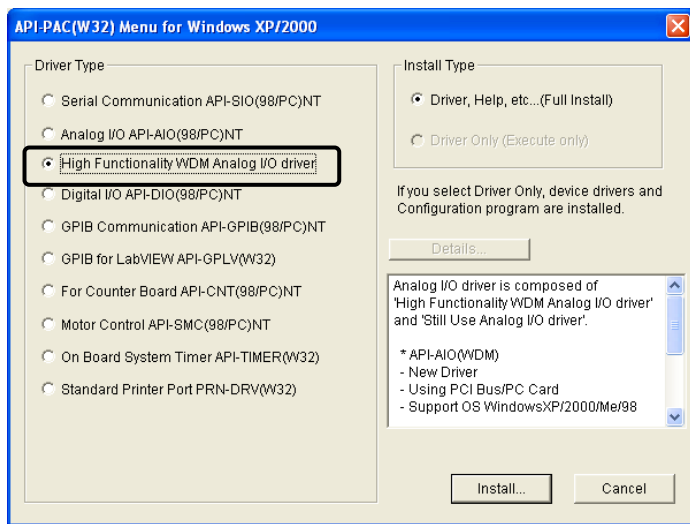 API-PAC(W32) Menu for Windows XP/2000
Driver Type
Serial Communication API-SIO(98/PC)NT
Analog I/O API-AIO(98/PC)NT
High Functionality WDM Analog I/O driver
Digital I/O API-DIO(98/PC)NT
GPIB Communication API-GPIB(98/PC)NT
GPIB for LabVIEW API-GPLV(W32)
For Counter Board API-CNT(98/PC)NT
Motor Control API-SMC(98/PC)NT
On Board System Timer API-TIMER(W32)
Standard Printer Port PRN-DRV(W32)
Install Type
Driver, Help, etc...(Full Install)
Driver Only (Execute only)
If you select Driver Only, device drivers and
Configuration program are installed.
Details...
Analog I/O driver is composed of
'High Functionality WDM Analog I/O driver'
and 'Still Use Analog I/O driver'.
* API-AIO(WDM)
- New Driver
- Using PCI Bus/PC Card
- Support OS WindowsXP/2000/Me/98
Install...
Cancel